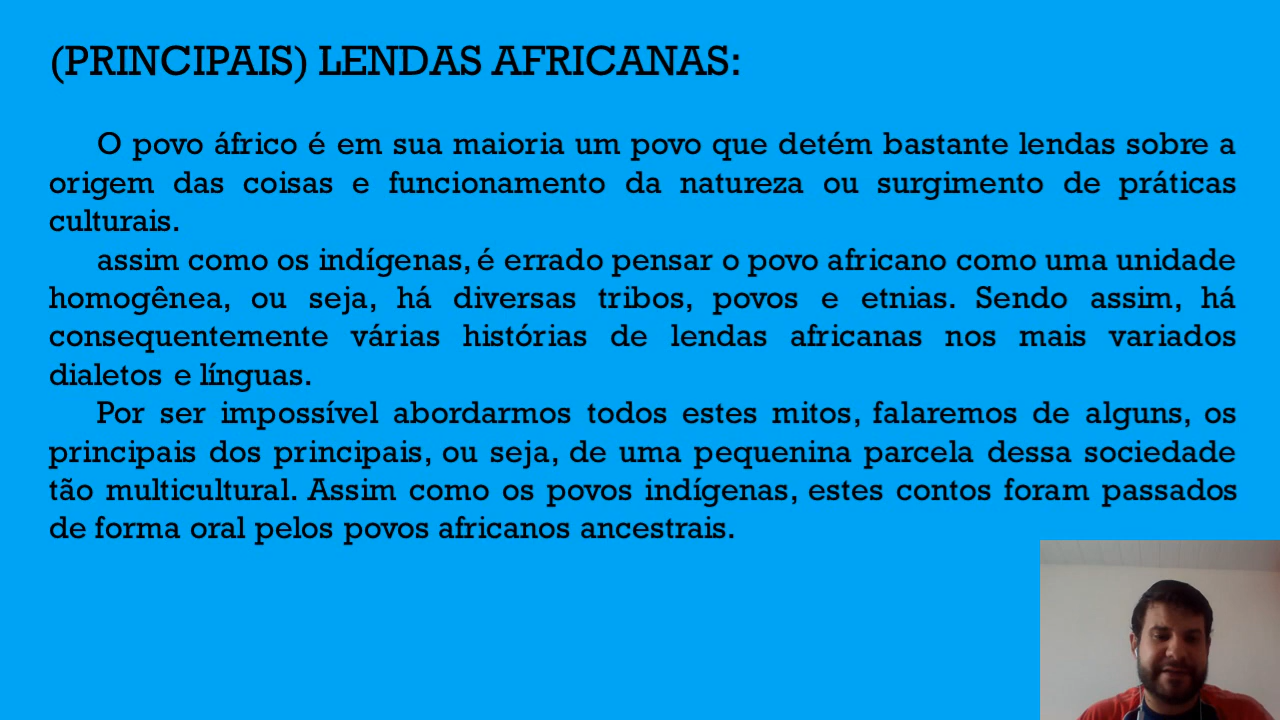 (PRINCIPAIS) LENDAS AFRICANAS:
O povo áfrico é em sua maioria um povo que detém bastante lendas sobre a
origem das coisas e funcionamento da natureza ou surgimento de práticas
culturais.
assim como os indígenas, é errado pensar o povo africano como uma unidade
homogênea, ou seja, há diversas tribos, povos e etnias. Sendo assim, há
consequentemente várias histórias de lendas africanas nos mais variados
dialetos e línguas.
Por ser impossível abordarmos todos estes mitos, falaremos de alguns, os
principais dos principais, ou seja, de uma pequenina parcela dessa sociedade
tão multicultural. Assim como os povos indígenas, estes contos foram passados
de forma oral pelos povos africanos ancestrais.